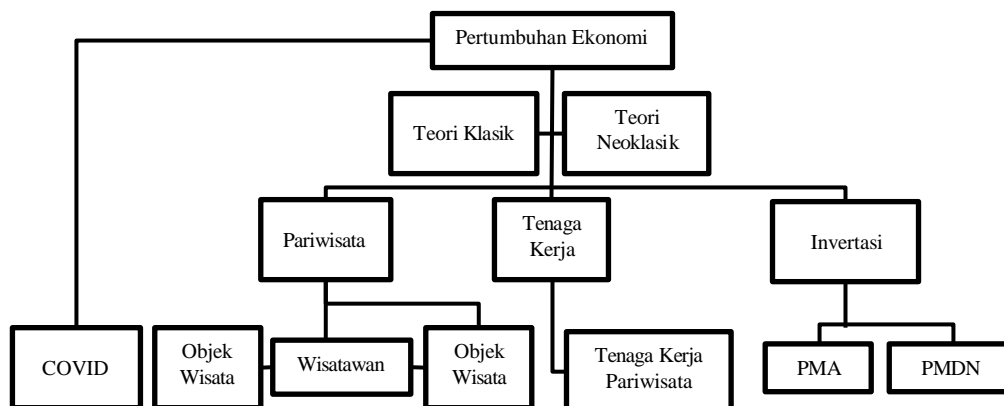 Pertumbuhan Ekonomi
Teori Klasik
Teori
Neoklasik
Pariwisata
Tenaga
Kerja
Invertasi
COVID
Objek
Wisata
Wisatawan
Objek
Wisata
Tenaga Kerja
Pariwisata
PMA
PMDN